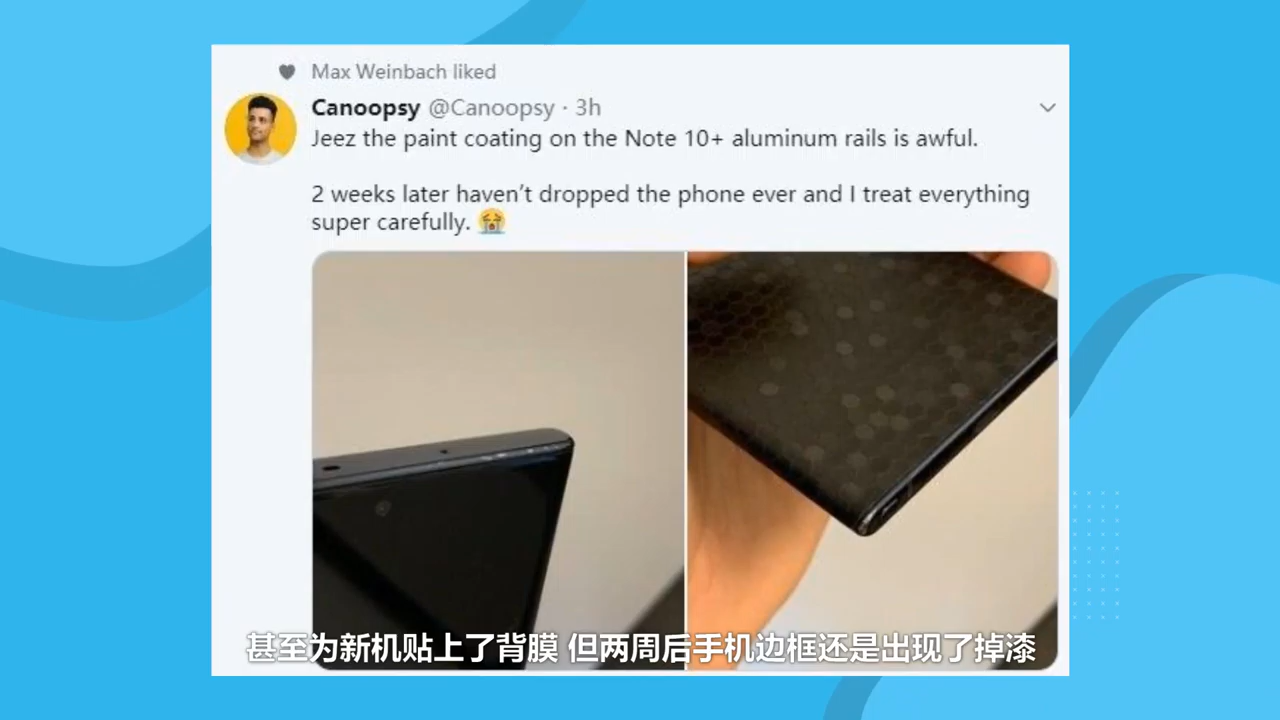 Max Weinbach liked
Canoopsy @Canoopsy · 3h
Jeez the paint coating on the Note 10+ aluminum rails is awful.
2 weeks later haven't dropped the phone ever and I treat everything
super carefully. 😭
甚至为新机贴上了背膜 但两周后手机边框还是出现了掉漆